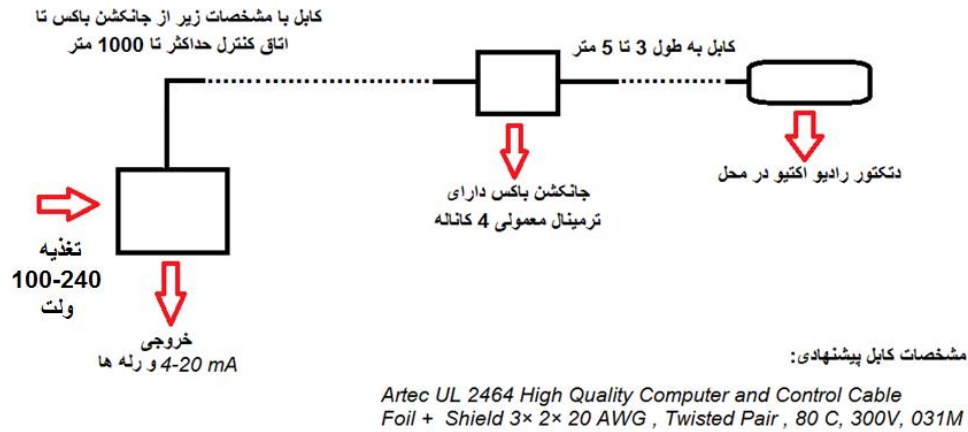 کابل با مشخصات زیر از جانکشن باکس تا
اتاق کنترل حداکثر تا 1000 متر
کابل به طول 3 تا 5 متر
دتکتور رادیو اکتیو در محل
جانکشن باکس دارای
ترمینال معمولی 4 کاناله
تغذیه
100-240
ولت
خروجی
4-20 mA و رله ها
مشخصات کابل پیشنهادی:
Artec UL 2464 High Quality Computer and Control Cable
Foil + Shield 3× 2× 20 AWG , Twisted Pair , 80 C, 300V, 031M